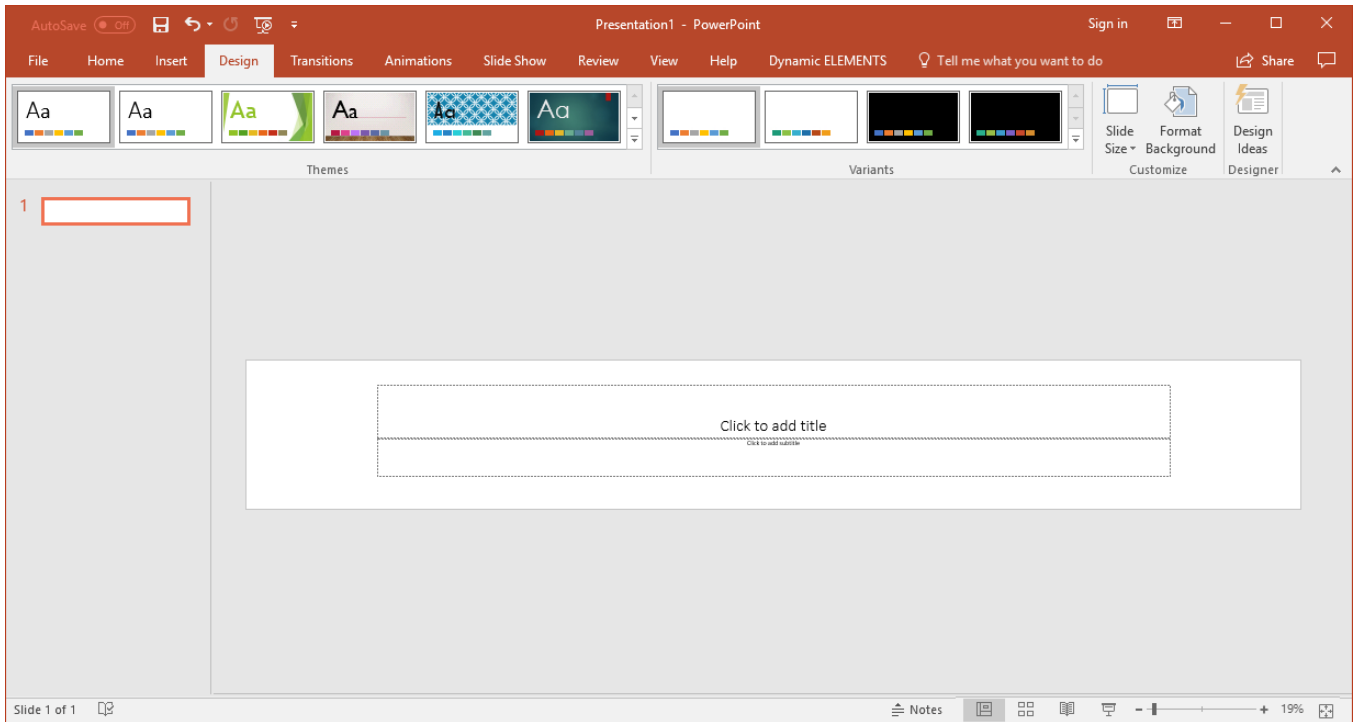 AutoSave Off Presentation1 - PowerPoint Sign in
File Home Insert Design Transitions Animations Slide Show Review View Help Dynamic ELEMENTS Tell me what you want to do Share
Aa Aa Aa Aa Aa Aa
Slide Size Format Background Design Ideas
Themes Variants Customize Designer
1
Click to add title
Click to add subtitle
Slide 1 of 1 Notes 19%